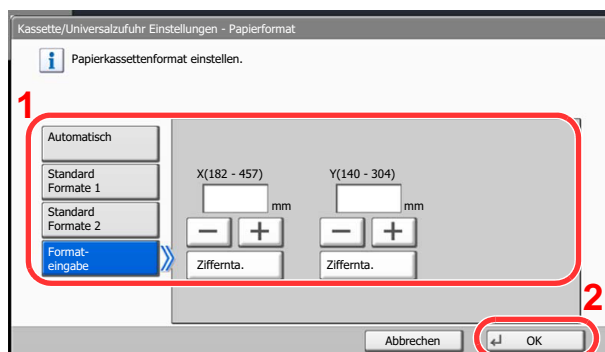 Kassette/Universalzufuhr Einstellungen - Papierformat
Papierkassettenformat einstellen.
1
Automatisch
Standard
Formate 1
Standard
Formate 2
Format-
eingabe
X(182 - 457)
Y(140 - 304)
mm
mm
Ziffernta.
Ziffernta.
2
Abbrechen
OK